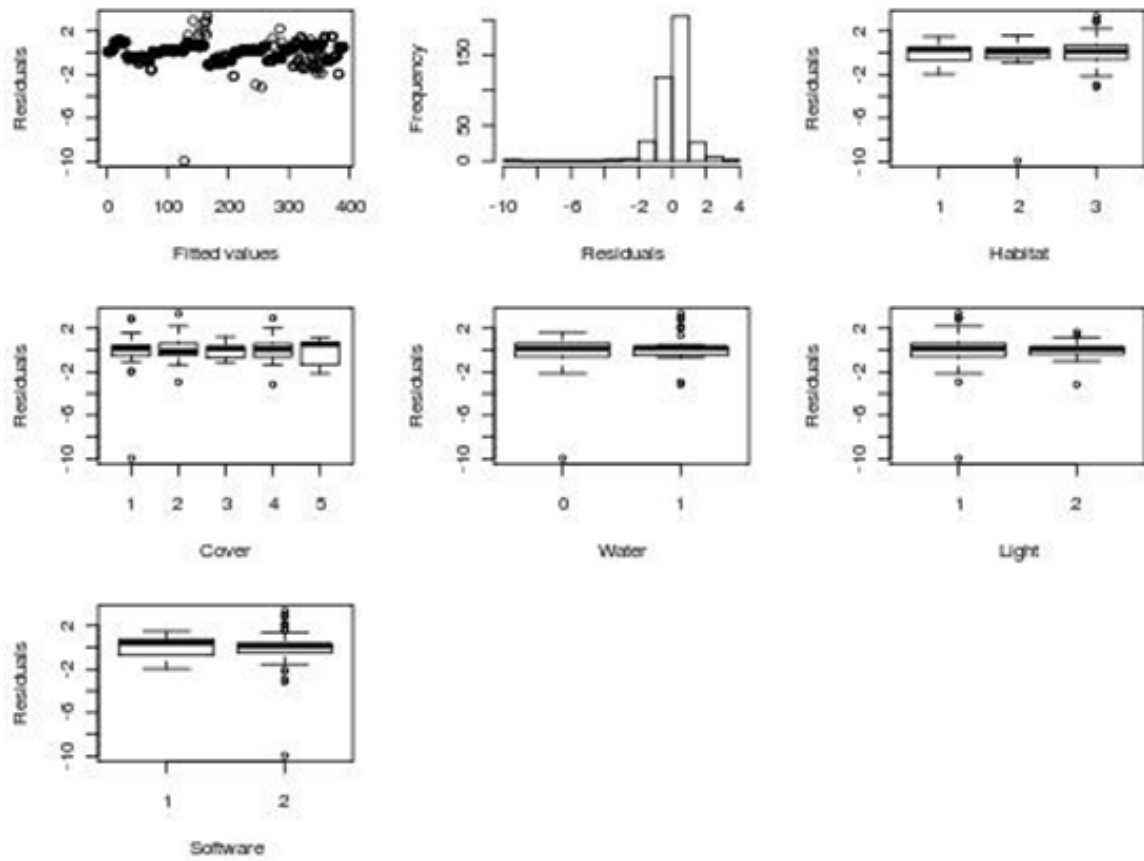 Residuals
2
-2
-6
-10
0 100 200 300 400
Fitted values
Frequency
150
50
0
-10 -6 -2 0 2 4
Residuals
Residuals
2
-2
-6
-10
1 2 3
Habitat
Residuals
2
-2
-6
-10
1 2 3 4 5
Cover
Residuals
2
-2
-6
-10
0 1
Water
Residuals
2
-2
-6
-10
1 2
Light
Residuals
2
-2
-6
-10
1 2
Software